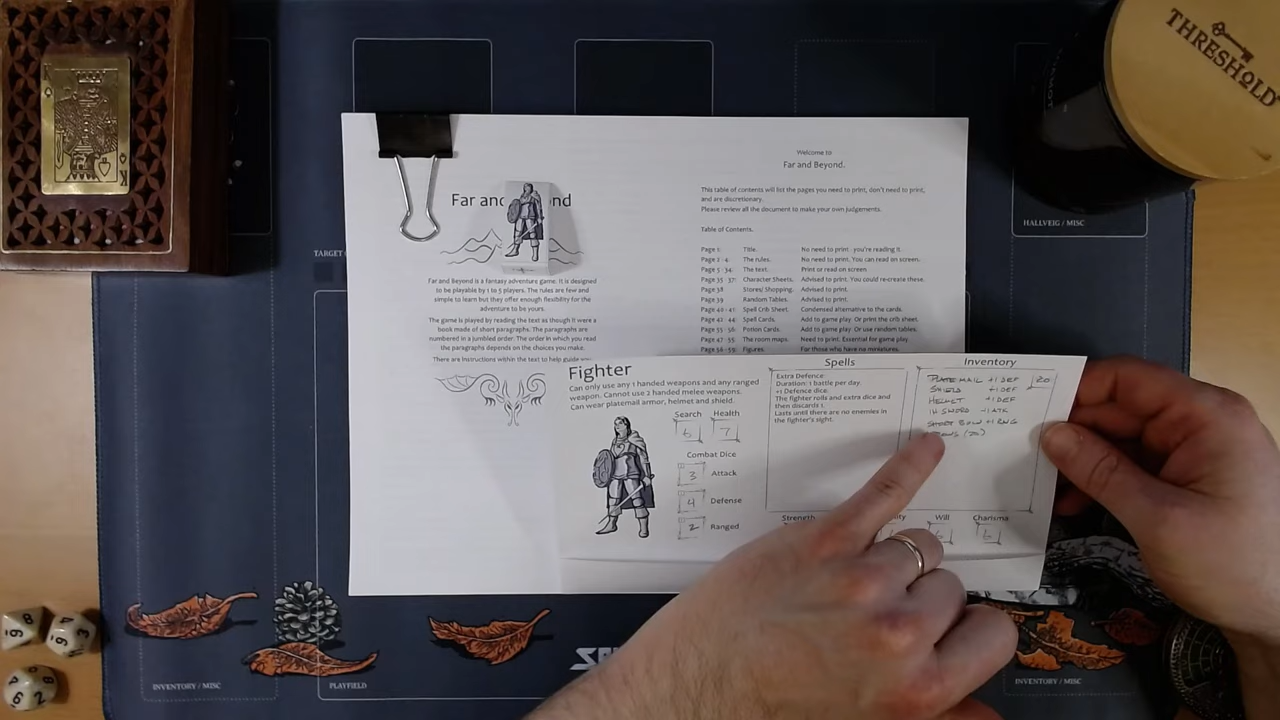 THRESHOLD
K
K
HALLVEIG / MISC
TARGET
Far and
nd
Far and Beyond is a fantasy adventure game. It is designed
to be playable by 1 to 5 players. The rules are few and
simple to learn but they offer enough flexibility for the
adventure to be yours.
The game is played by reading the text as though it were a
book made of short paragraphs. The paragraphs are
numbered in a jumbled order. The order in which you read
the paragraphs depends on the choices you make.
There are instructions within the text to help guide you
Welcome to
Far and Beyond.
This table of contents will list the pages you need to print, don't need to print,
and are discretionary.
Please review all the document to make your own judgements.
Table of Contents.
Page 1: Title. No need to print - you're reading it.
Page 2 - 4: The rules. No need to print. You can read on screen.
Page 5 - 34: The text. Print or read on screen
Page 35 - 37: Character Sheets. Advised to print. You could re-create these.
Page 38 Stores/ Shopping. Advised to print.
Page 39 Random Tables. Advised to print.
Page 40 - 41: Spell Crib Sheet. Condensed alternative to the cards.
Page 42 - 44: Spell Cards. Add to game play. Or print the crib sheet.
Potion Cards. Add to game play. Or use random tables.
Page 47 - 55: The room maps. Need to print. Essential for game play.
Page 56 - 59: Figures. For those who have no miniatures.
Fighter
Can only use any 1 handed weapons and any ranged
weapon. Cannot use 2 handed melee weapons.
Can wear platemail armor, helmet and shield.
Search Health
6 7
Combat Dice
3 Attack
4 Defense
2 Ranged
Spells
Extra Defence
Duration: 1 battle per day.
+1 Defence dice.
The fighter rolls and extra dice and
then discards 1.
Lasts until there are no enemies in
the fighter's sight.
Inventory
PLATE MAIL +1 DEF 20
SHIELD +1 DEF
HELMET +1 DEF
1H SWORD +1 ATK
SHORT BOW +1 RNG
(20)
Strength
Will Charisma
6
INVENTORY / MISC
PLAYFIELD
INVENTORY / MISC